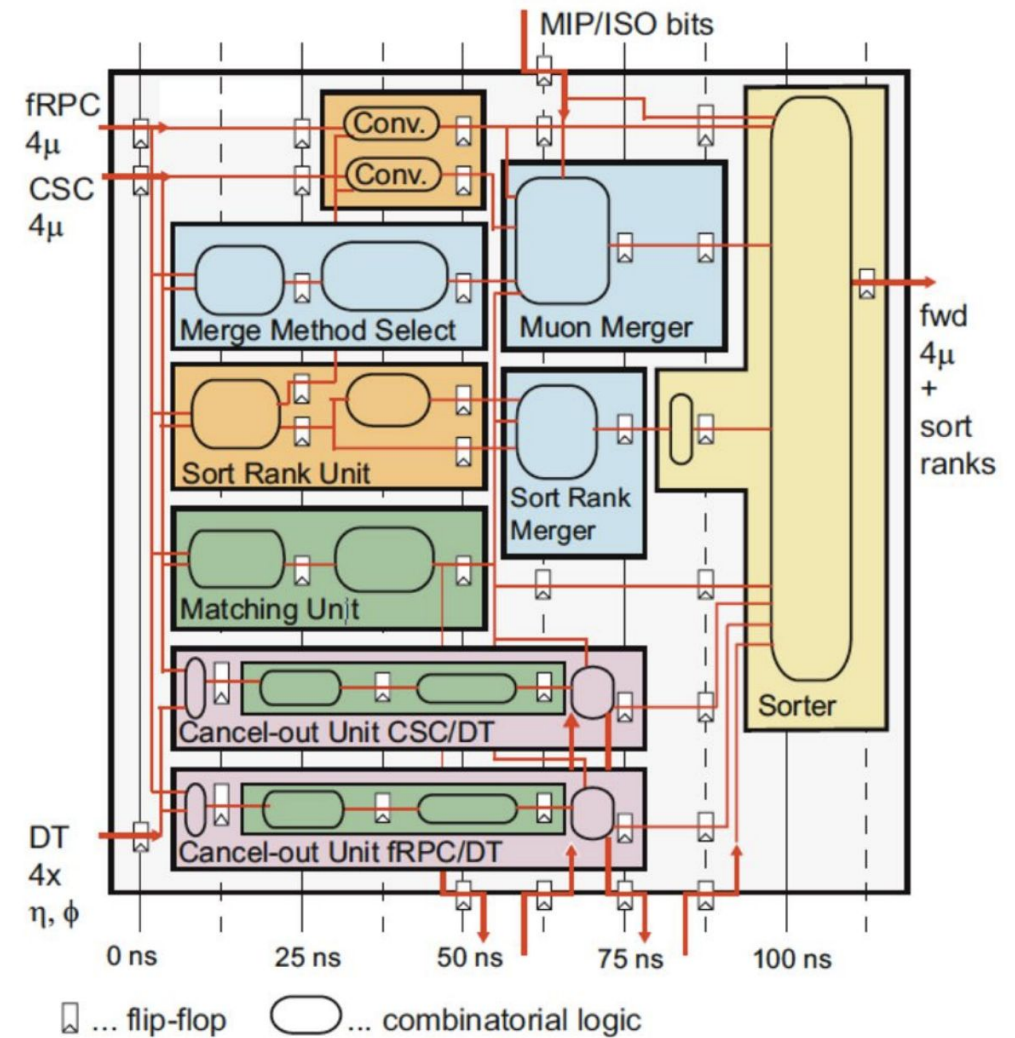 MIP/ISO bits
fRPC
4μ
CSC
4μ
Conv.
Conv.
Merge Method Select
Muon Merger
Sort Rank Unit
Sort Rank
Merger
Matching Unit
Cancel-out Unit CSC/DT
Cancel-out Unit fRPC/DT
Sorter
fwd
4μ
+
sort
ranks
DT
4x
η, ϕ
0 ns
25 ns
50 ns
75 ns
100 ns
... flip-flop
... combinatorial logic